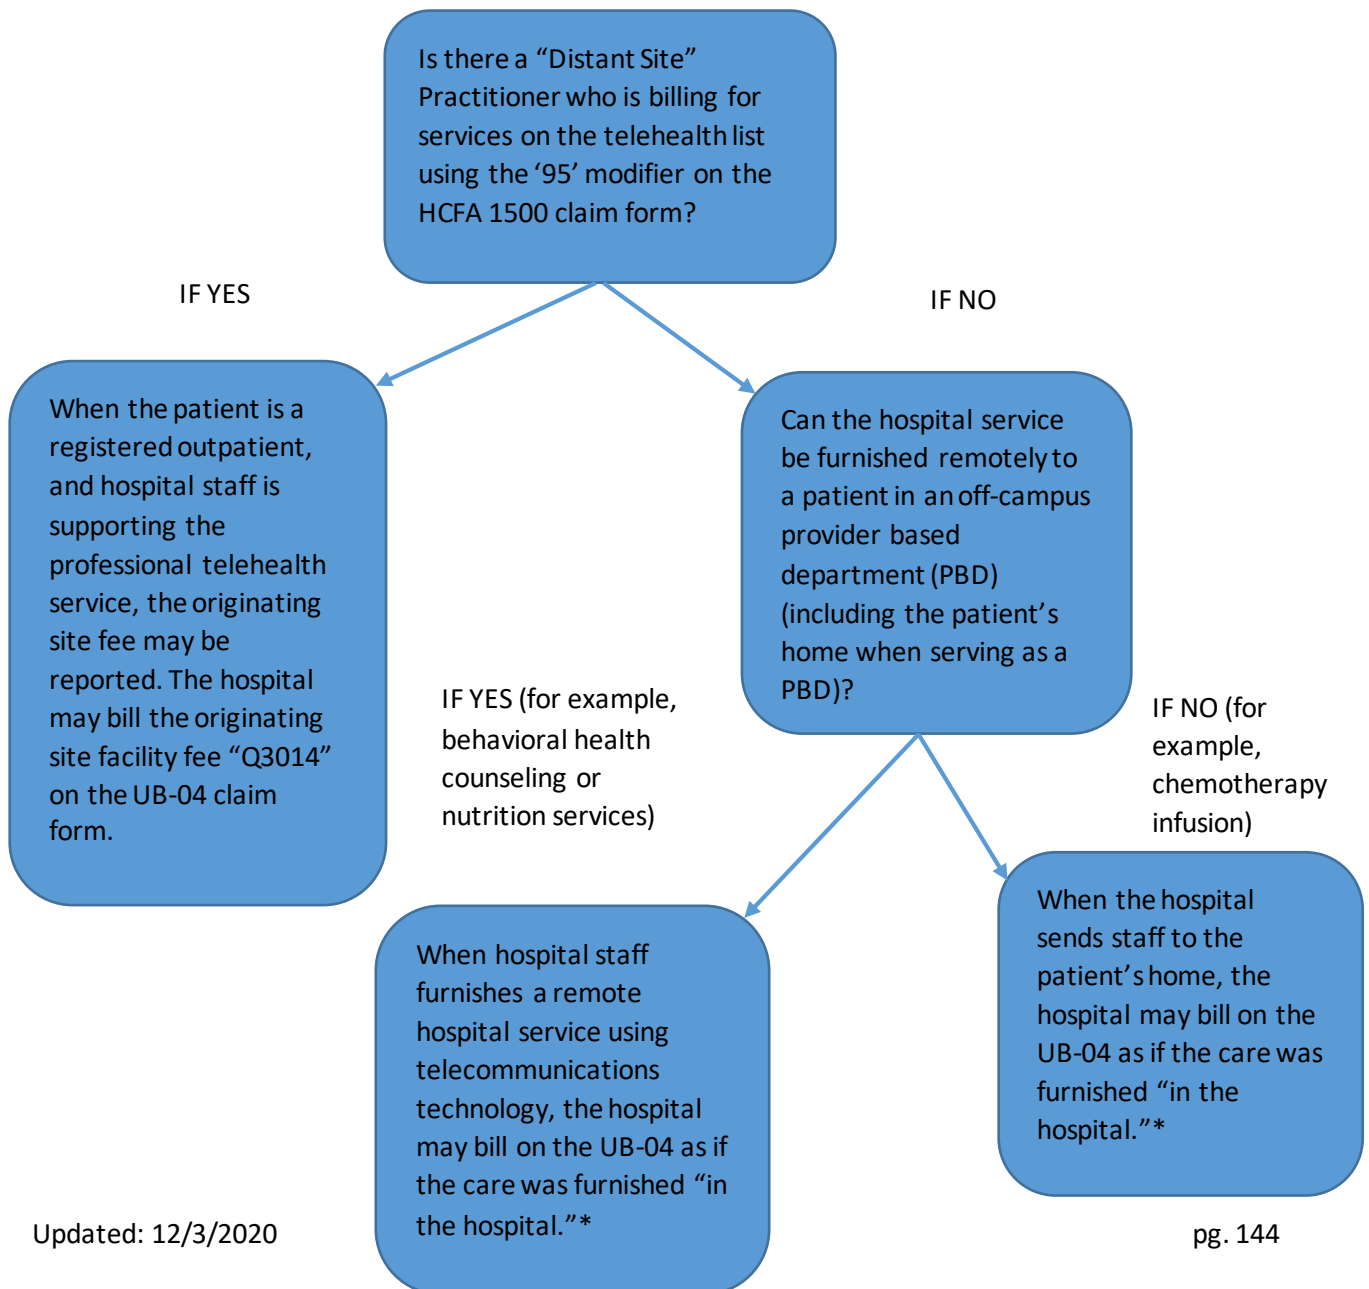 Is there a “Distant Site”
Practitioner who is billing for
services on the telehealth list
using the ‘95’ modifier on the
HCFA 1500 claim form?
IF YES
IF NO
When the patient is a
registered outpatient,
and hospital staff is
supporting the
professional telehealth
service, the originating
site fee may be
reported. The hospital
may bill the originating
site facility fee “Q3014”
on the UB-04 claim
form.
Can the hospital service
be furnished remotely to
a patient in an off-campus
provider based
department (PBD)
(including the patient’s
home when serving as a
PBD)?
IF YES (for example,
behavioral health
counseling or
nutrition services)
IF NO (for
example,
chemotherapy
infusion)
When hospital staff
furnishes a remote
hospital service using
telecommunications
technology, the hospital
may bill on the UB-04 as if
the care was furnished “in
the hospital.”*
When the hospital
sends staff to the
patient’s home, the
hospital may bill on the
UB-04 as if the care was
furnished “in the
hospital.”*
Updated: 12/3/2020
pg. 144